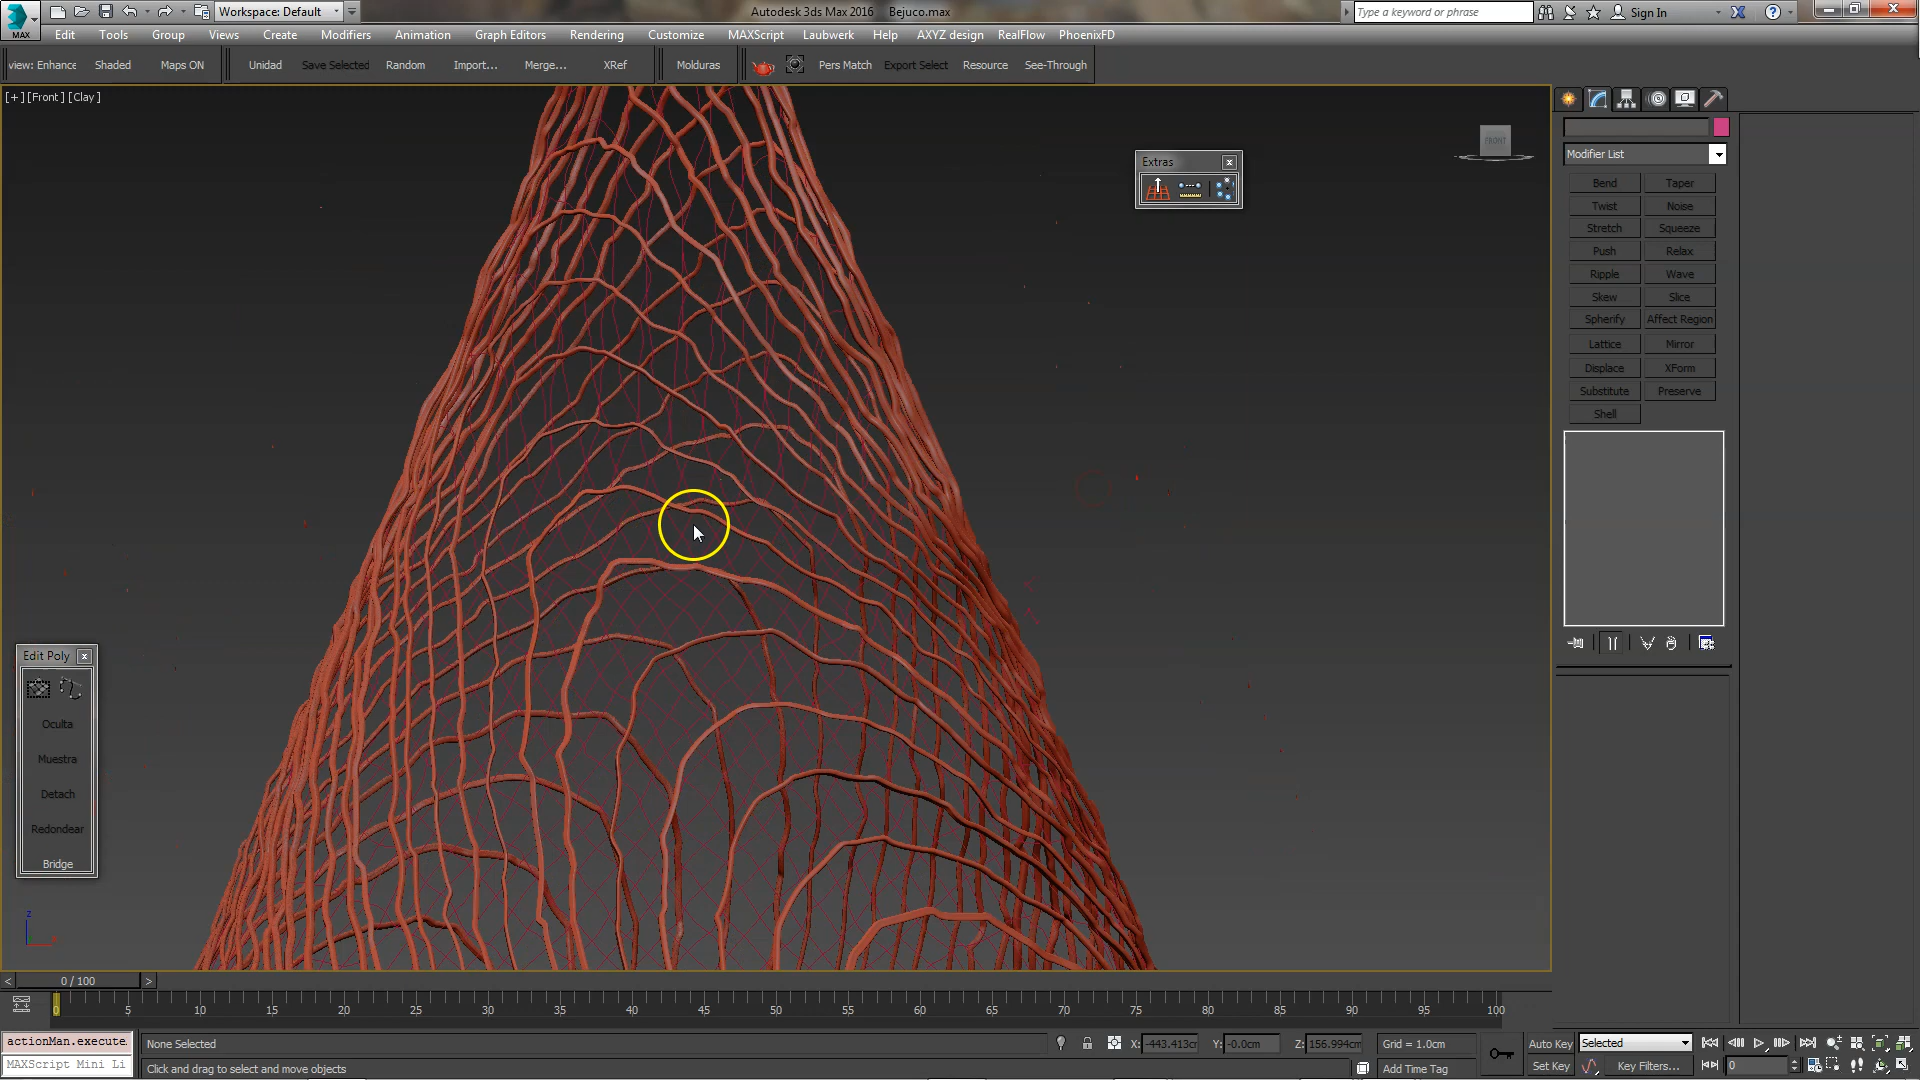 Workspace: Default
Autodesk 3ds Max 2016 Bejuco.max
Type a keyword or phrase
Sign In
MAX
Edit Tools Group Views Create Modifiers Animation Graph Editors Rendering Customize MAXScript Laubwerk Help AXYZ design RealFlow PhoenixFD
view: Enhance Shaded Maps ON Unidad Save Selected Random Import... Merge... XRef Molduras Pers Match Export Select Resource See-Through
[+] [Front] [Clay]
FRONT
Extras
Modifier List
Bend Taper
Twist Noise
Stretch Squeeze
Push Relax
Ripple Wave
Skew Slice
Spherify Affect Region
Lattice Mirror
Displace XForm
Substitute Preserve
Shell
Edit Poly
Oculta
Muestra
Detach
Redondear
Bridge
z
< 0 / 100 >
0 5 10 15 20 25 30 35 40 45 50 55 60 65 70 75 80 85 90 95 100
actionMan.execute
None Selected
X: -443.413cm Y: -0.0cm Z: 156.994cm Grid = 1.0cm
Auto Key Selected
MAXScript Mini Li
Click and drag to select and move objects
Add Time Tag
Set Key Key Filters... 0